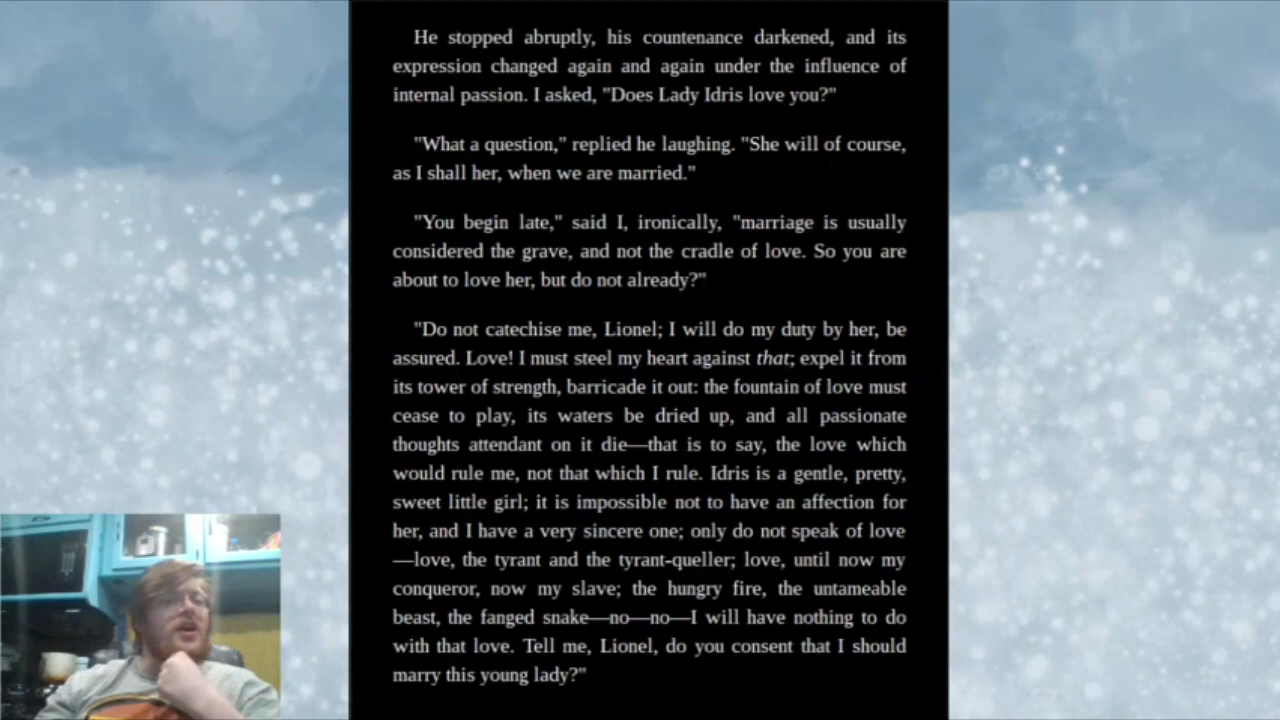 He stopped abruptly, his countenance darkened, and its
expression changed again and again under the influence of
internal passion. I asked, "Does Lady Idris love you?"
"What a question," replied he laughing. "She will of course,
as I shall her, when we are married."
"You begin late," said I, ironically, "marriage is usually
considered the grave, and not the cradle of love. So you are
about to love her, but do not already?"
"Do not catechise me, Lionel; I will do my duty by her, be
assured. Love! I must steel my heart against that; expel it from
its tower of strength, barricade it out: the fountain of love must
cease to play, its waters be dried up, and all passionate
thoughts attendant on it die—that is to say, the love which
would rule me, not that which I rule. Idris is a gentle, pretty,
sweet little girl; it is impossible not to have an affection for
her, and I have a very sincere one; only do not speak of love
—love, the tyrant and the tyrant-queller; love, until now my
conqueror, now my slave; the hungry fire, the untameable
beast, the fanged snake—no—no—I will have nothing to do
with that love. Tell me, Lionel, do you consent that I should
marry this young lady?"